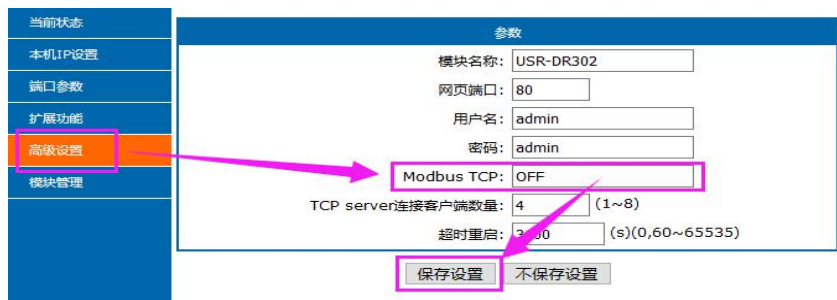 当前状态
本机IP设置
端口参数
扩展功能
高级设置
模块管理
参数
模块名称: USR-DR302
网页端口: 80
用户名: admin
密码: admin
Modbus TCP: OFF
TCP server连接客户端数量: 4 (1~8)
超时重启: (s)(0,60~65535)
保存设置 不保存设置